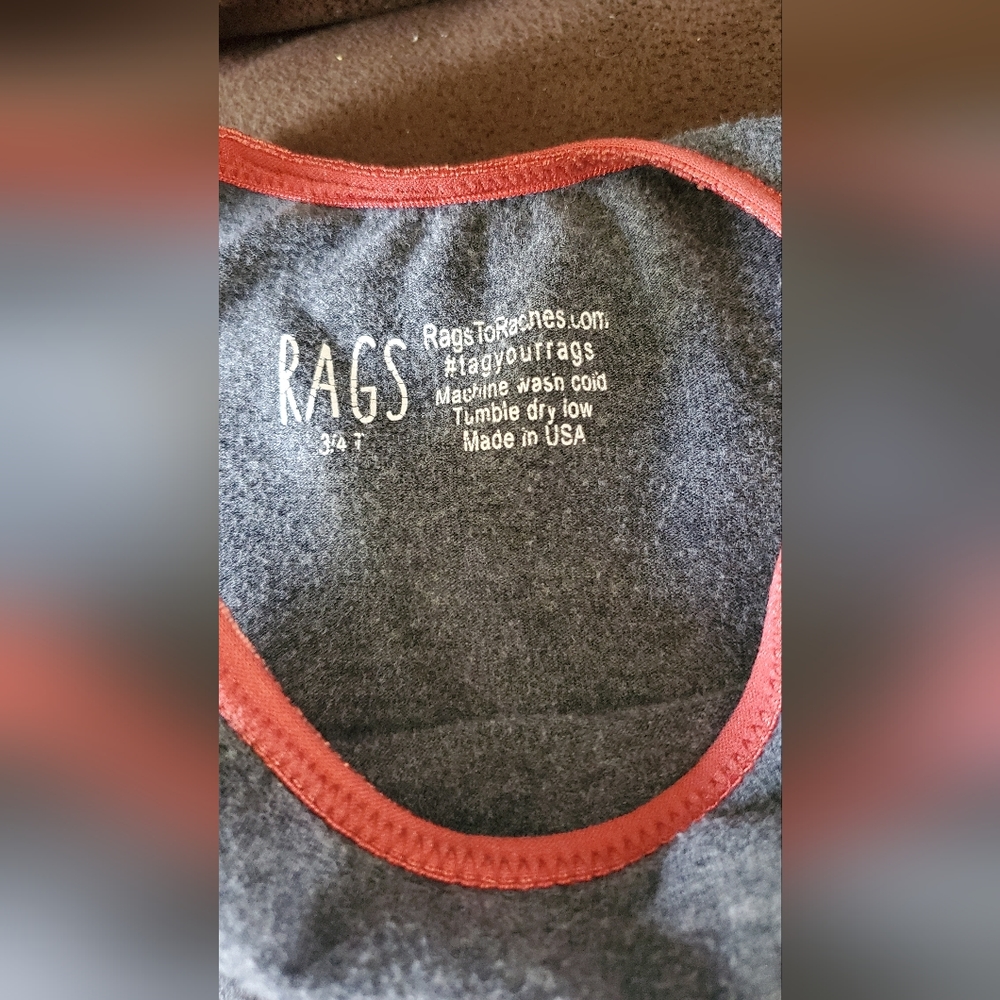 RAGS
3/4 T
RagsToRaches.com
#tagyourrags
Machine wash cold
Tumble dry low
Made in USA